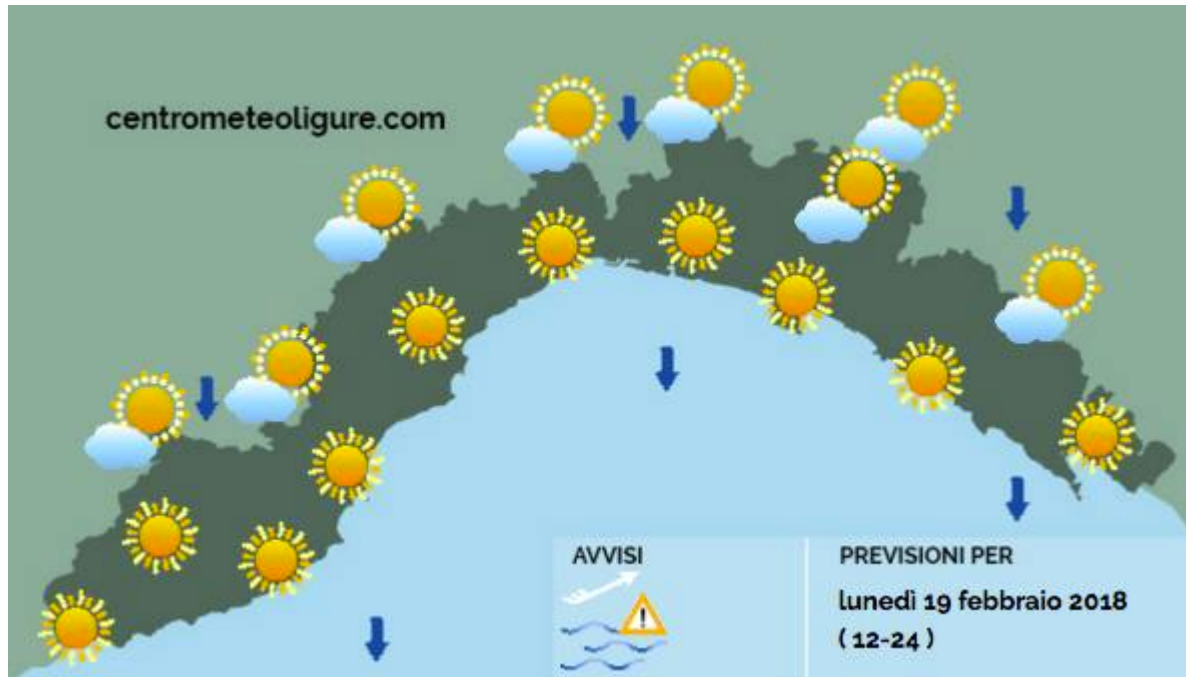 centrometeoligure.com
AVVISI
PREVISIONI PER
lunedì 19 febbraio 2018
( 12-24 )